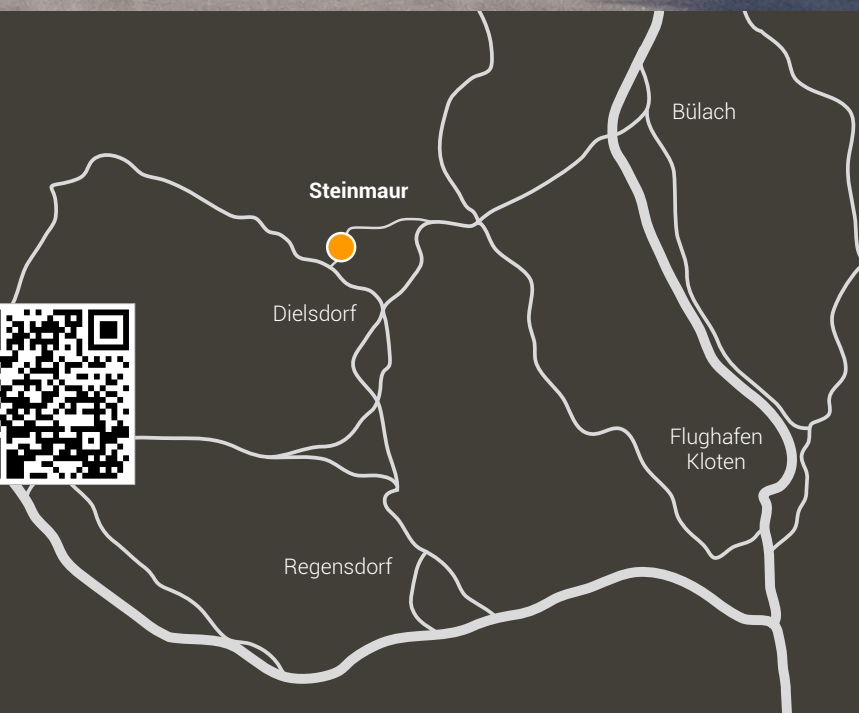 Bülach
Steinmaur
Dielsdorf
Flughafen
Kloten
Regensdorf